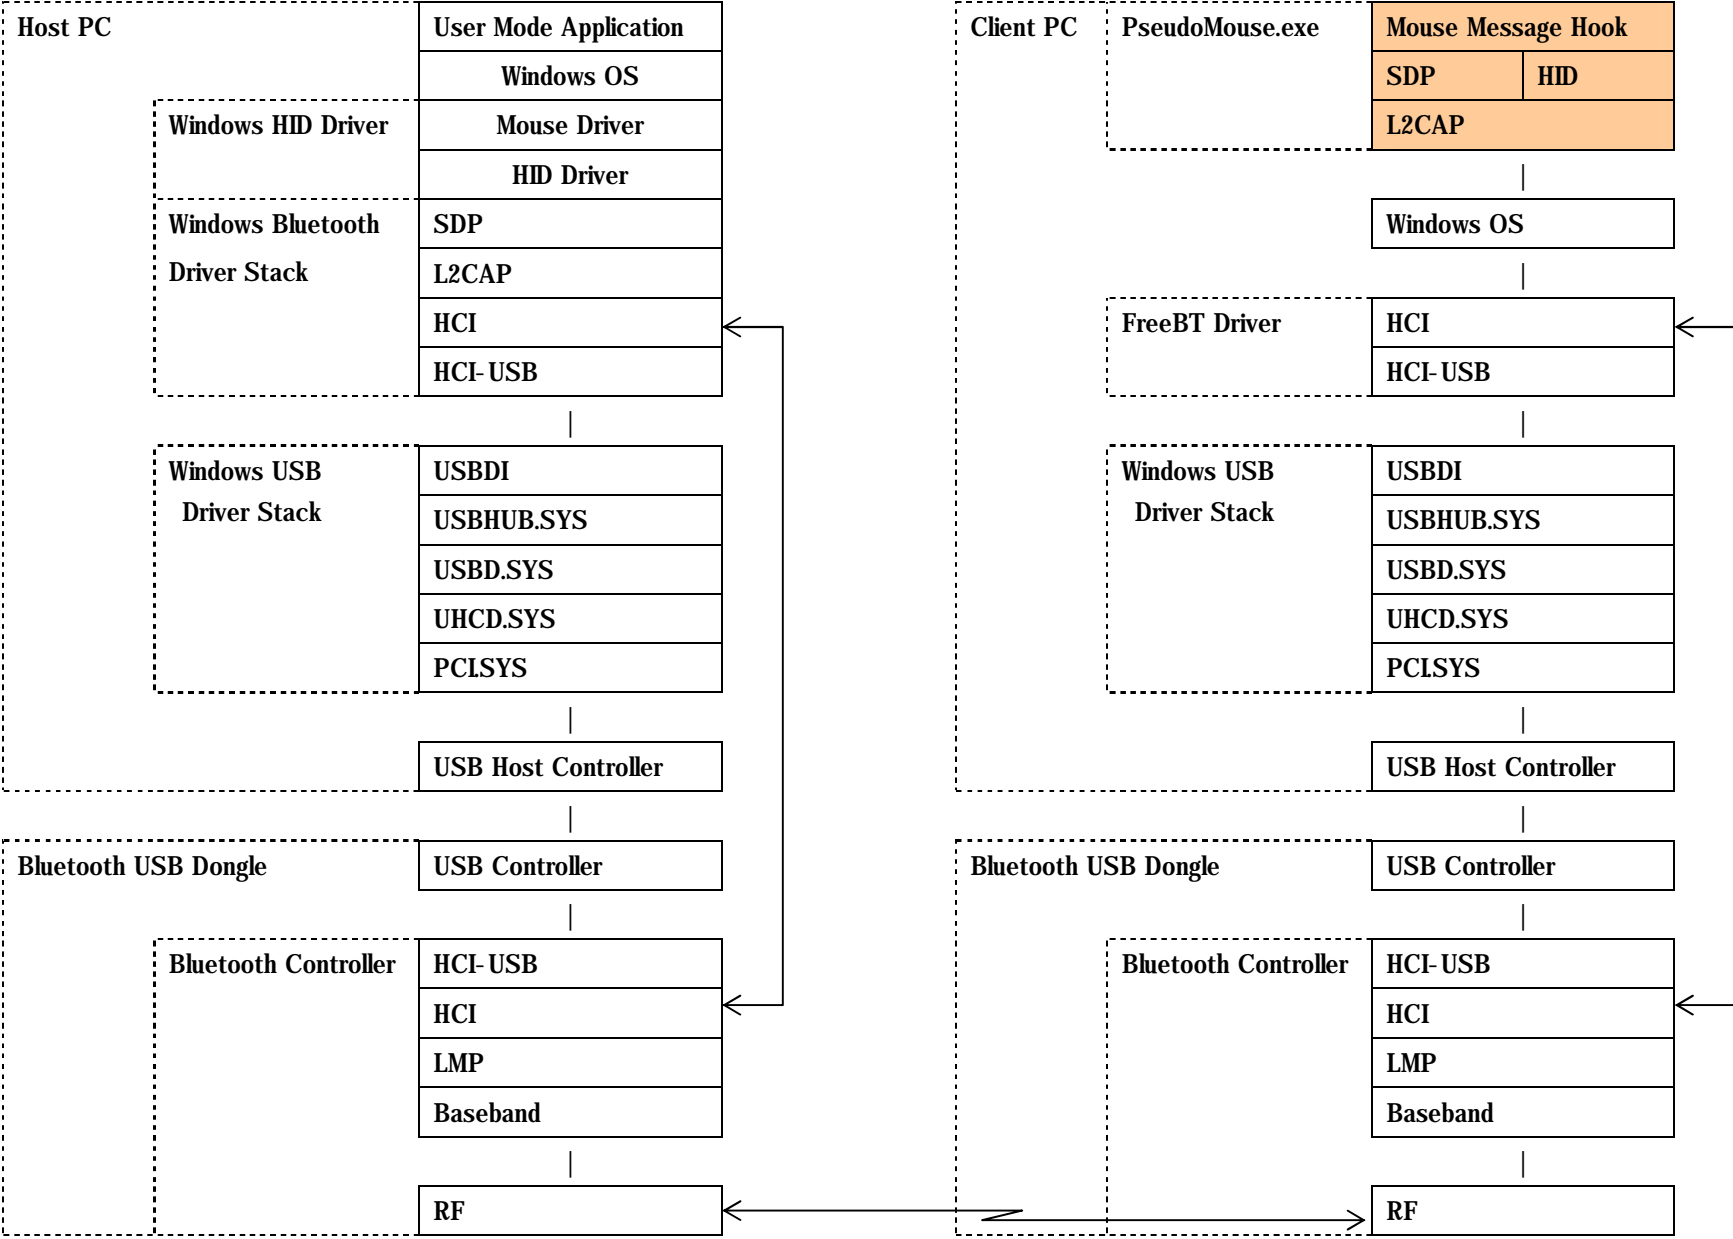 Host PC
User Mode Application
Windows OS
Windows HID Driver
Mouse Driver
HID Driver
Windows Bluetooth
SDP
Driver Stack
L2CAP
HCI
HCI-USB
Windows USB
USBDI
Driver Stack
USBHUB.SYS
USBD.SYS
UHCD.SYS
PCI.SYS
USB Host Controller
Bluetooth USB Dongle
USB Controller
Bluetooth Controller
HCI-USB
HCI
LMP
Baseband
RF
Client PC
PseudoMouse.exe
Mouse Message Hook
SDP
HID
L2CAP
Windows OS
FreeBT Driver
HCI
HCI-USB
Windows USB
USBDI
Driver Stack
USBHUB.SYS
USBD.SYS
UHCD.SYS
PCI.SYS
USB Host Controller
Bluetooth USB Dongle
USB Controller
Bluetooth Controller
HCI-USB
HCI
LMP
Baseband
RF